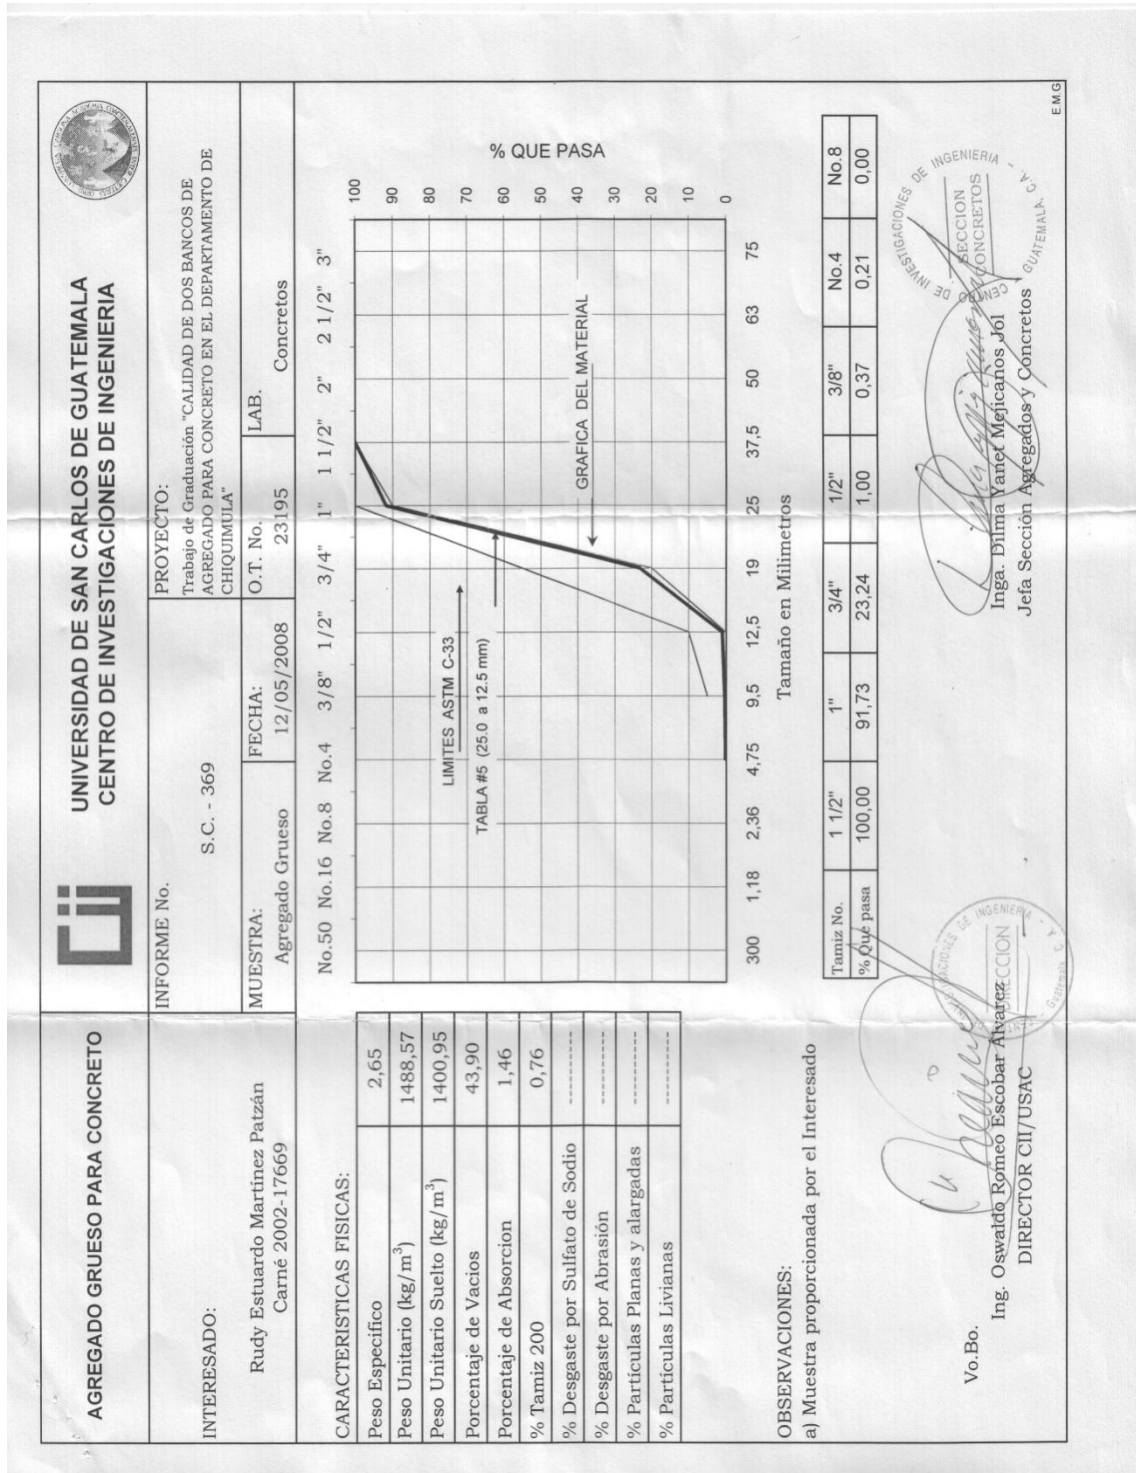 UNIVERSIDAD DE SAN CARLOS DE GUATEMALA
CENTRO DE INVESTIGACIONES DE INGENIERIA
AGREGADO GRUESO PARA CONCRETO
INTERESADO:
Rudy Estuardo Martínez Patzán
Carné 2002-17669
INFORME No.
S.C. - 369
PROYECTO:
Trabajo de Graduación "CALIDAD DE DOS BANCOS DE
AGREGADO PARA CONCRETO EN EL DEPARTAMENTO DE
CHIQUIMULA"
MUESTRA:
Agregado Grueso
FECHA:
12/05/2008
O.T. No.
23195
LAB.
Concretos
CARACTERISTICAS FISICAS:
Peso Especifico 2,65
Peso Unitario (kg/m³) 1488,57
Peso Unitario Suelto (kg/m³) 1400,95
Porcentaje de Vacios 43,90
Porcentaje de Absorcion 1,46
% Tamiz 200 0,76
% Desgaste por Sulfato de Sodio ----------
% Desgaste por Abrasión ----------
% Partículas Planas y alargadas ----------
% Partículas Livianas ----------
No.50 No.16 No.8 No.4 3/8" 1/2" 3/4" 1" 1 1/2" 2" 2 1/2" 3"
100
90
80
70
60
50
40
30
20
10
0
% QUE PASA
LIMITES ASTM C-33
TABLA #5 (25.0 a 12.5 mm)
GRAFICA DEL MATERIAL
300 1,18 2,36 4,75 9,5 12,5 19 25 37,5 50 63 75
Tamaño en Milimetros
Tamiz No. 1 1/2" 1" 3/4" 1/2" 3/8" No.4 No.8
% Que pasa 100,00 91,73 23,24 1,00 0,37 0,21 0,00
OBSERVACIONES:
a) Muestra proporcionada por el Interesado
Vo.Bo.
Ing. Oswaldo Romeo Escobar Álvarez
DIRECTOR CII/USAC
DIRECCION
Inga. Dilma Yanet Mejicanos Jol
Jefa Sección Agregados y Concretos
CENTRO DE INVESTIGACIONES DE INGENIERIA
SECCION
CONCRETOS
GUATEMALA, C.A.
E.M.G